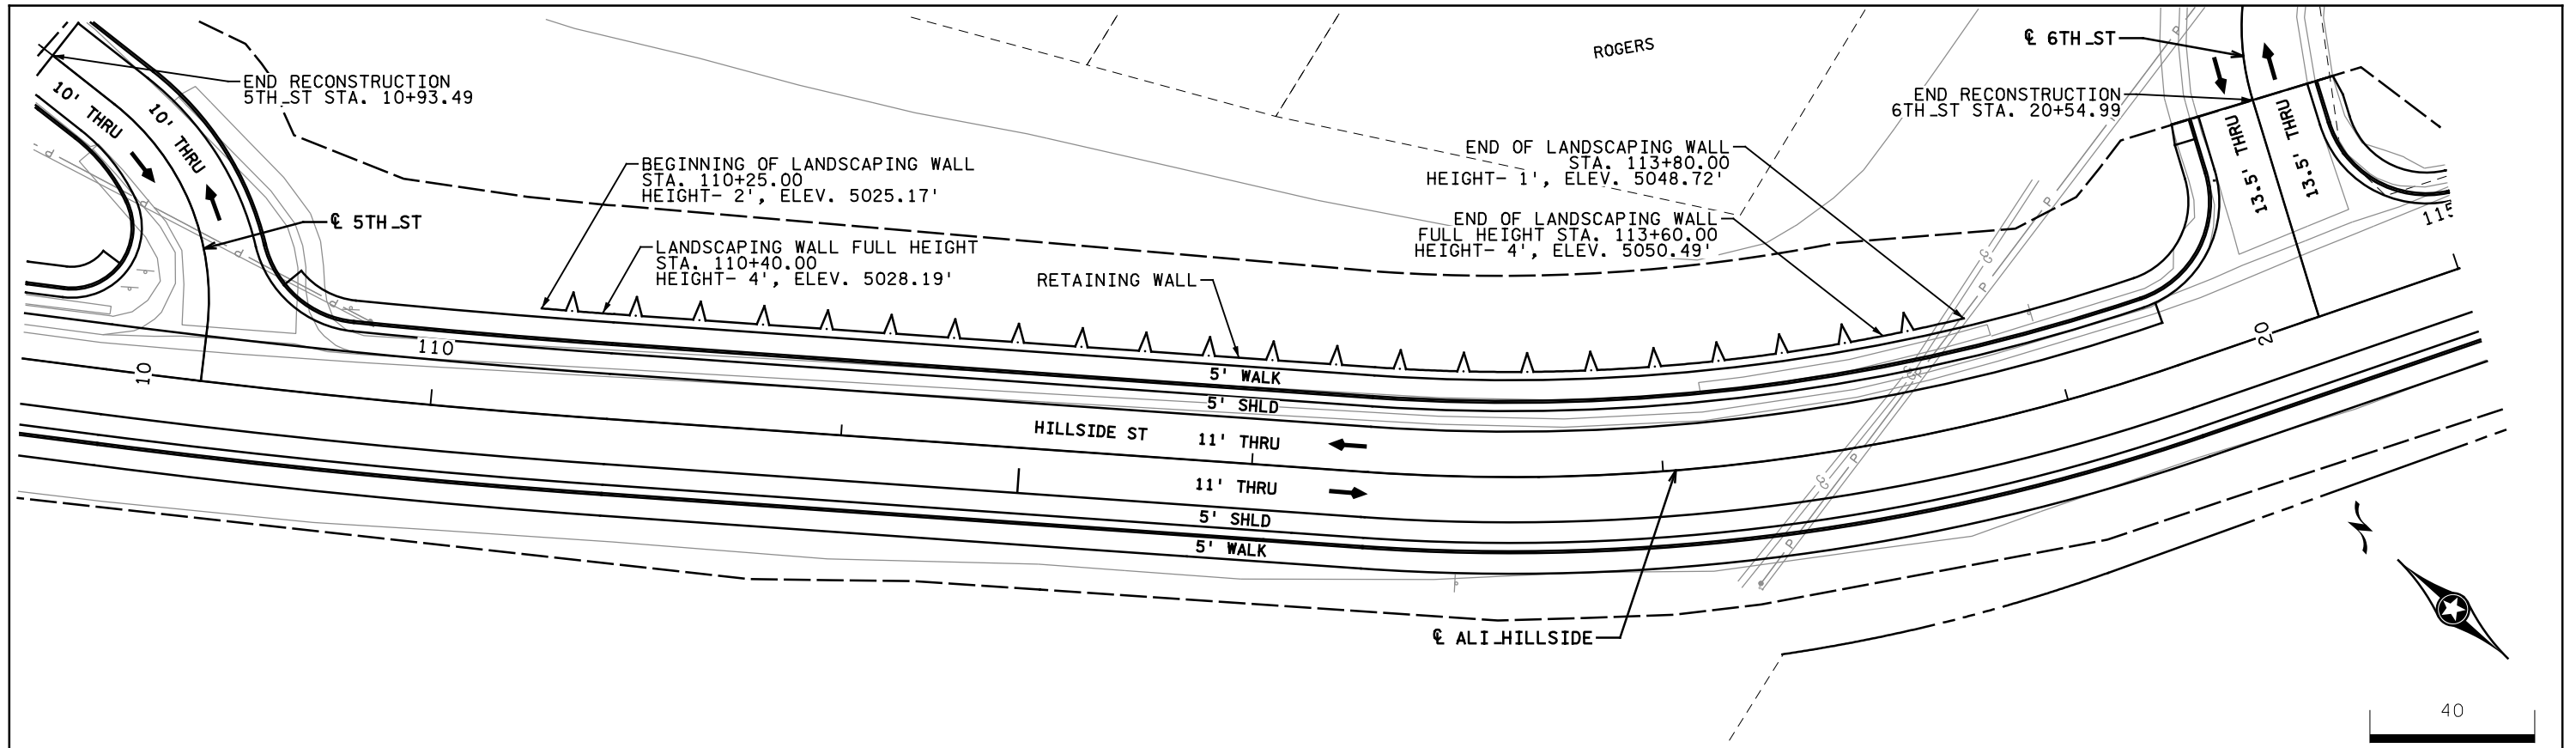 ROGERS
℄ 6TH_ST
END RECONSTRUCTION
5TH_ST STA. 10+93.49
END RECONSTRUCTION
6TH_ST STA. 20+54.99
10' THRU
10' THRU
13.5' THRU
13.5' THRU
BEGINNING OF LANDSCAPING WALL
STA. 110+25.00
HEIGHT- 2', ELEV. 5025.17'
END OF LANDSCAPING WALL
STA. 113+80.00
HEIGHT- 1', ELEV. 5048.72'
℄ 5TH_ST
END OF LANDSCAPING WALL
FULL HEIGHT STA. 113+60.00
HEIGHT- 4', ELEV. 5050.49'
LANDSCAPING WALL FULL HEIGHT
STA. 110+40.00
HEIGHT- 4', ELEV. 5028.19'
RETAINING WALL
115
110
10
20
5' WALK
5' SHLD
HILLSIDE ST
11' THRU
11' THRU
5' SHLD
5' WALK
℄ ALI_HILLSIDE
40
P
P
P
P
P
P
G
P
P
P